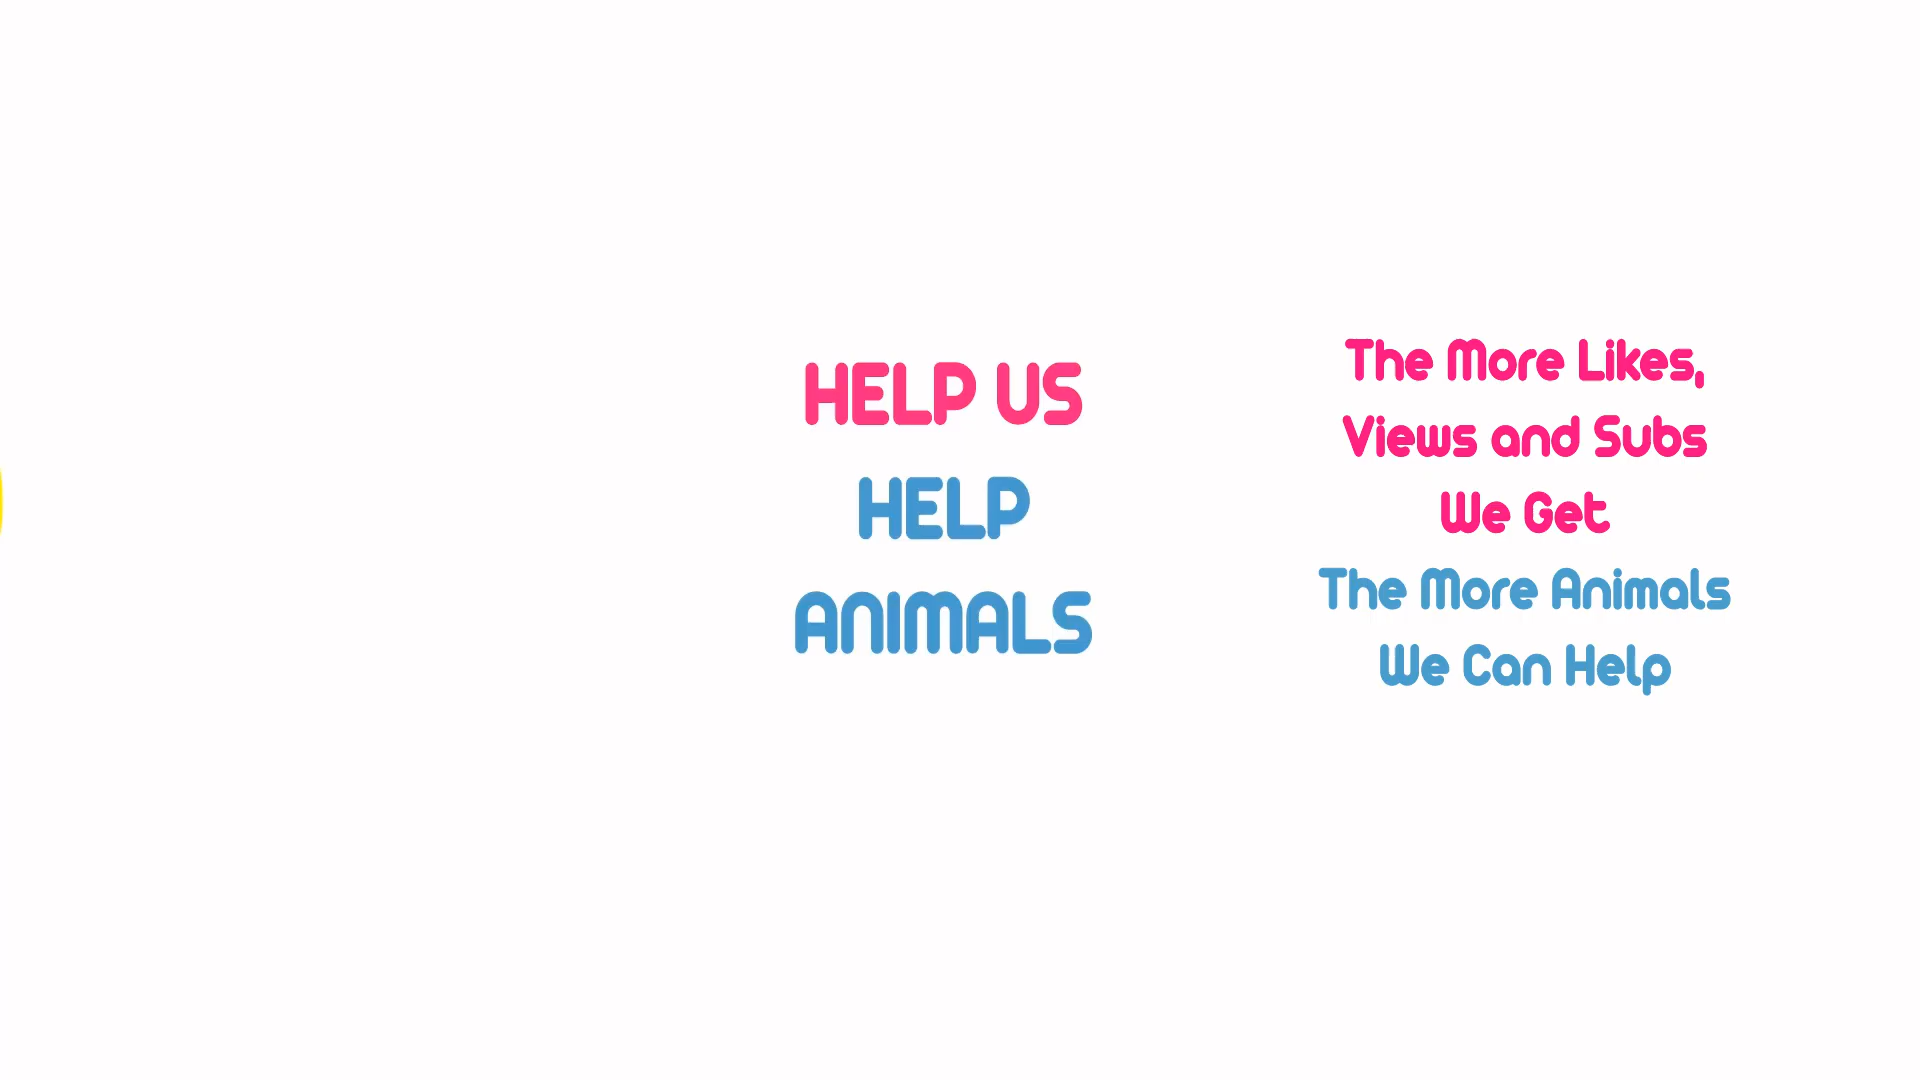 HELP US
HELP
ANIMALS
The More Likes,
Views and Subs
We Get
The More Animals
We Can Help